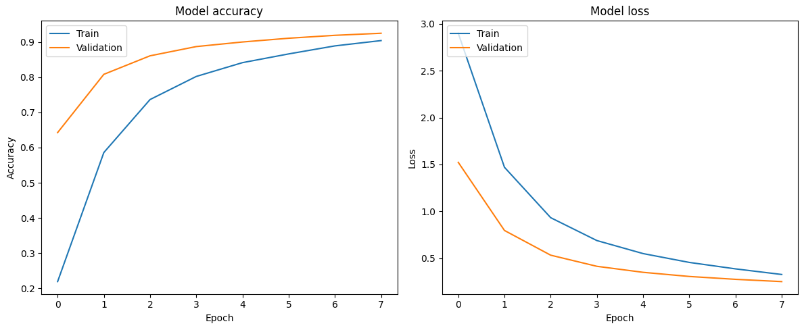 Model accuracy
Train
Validation
Accuracy
0.9
0.8
0.7
0.6
0.5
0.4
0.3
0.2
0 1 2 3 4 5 6 7
Epoch
Model loss
Train
Validation
Loss
3.0
2.5
2.0
1.5
1.0
0.5
0 1 2 3 4 5 6 7
Epoch